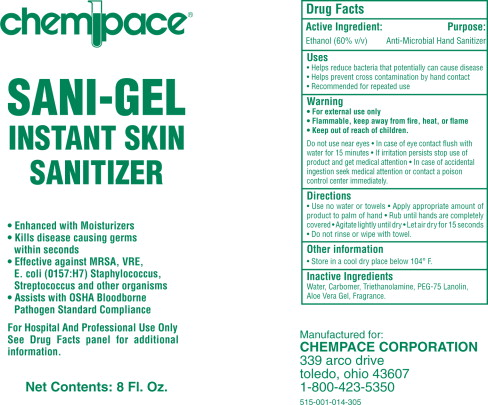 chempace®
SANI-GEL
INSTANT SKIN
SANITIZER
• Enhanced with Moisturizers
• Kills disease causing germs
within seconds
• Effective against MRSA, VRE,
E. coli (0157:H7) Staphylococcus,
Streptococcus and other organisms
• Assists with OSHA Bloodborne
Pathogen Standard Compliance
For Hospital And Professional Use Only
See Drug Facts panel for additional
information.
Net Contents: 8 Fl. Oz.
Drug Facts
Active Ingredient: Purpose:
Ethanol (60% v/v) Anti-Microbial Hand Sanitizer
Uses
• Helps reduce bacteria that potentially can cause disease
• Helps prevent cross contamination by hand contact
• Recommended for repeated use
Warning
• For external use only
• Flammable, keep away from fire, heat, or flame
• Keep out of reach of children.
Do not use near eyes • In case of eye contact flush with
water for 15 minutes • If irritation persists stop use of
product and get medical attention • In case of accidental
ingestion seek medical attention or contact a poison
control center immediately.
Directions
• Use no water or towels • Apply appropriate amount of
product to palm of hand • Rub until hands are completely
covered • Agitate lightly until dry • Let air dry for 15 seconds
• Do not rinse or wipe with towel.
Other information
• Store in a cool dry place below 104° F.
Inactive Ingredients
Water, Carbomer, Triethanolamine, PEG-75 Lanolin,
Aloe Vera Gel, Fragrance.
Manufactured for:
CHEMPACE CORPORATION
339 arco drive
toledo, ohio 43607
1-800-423-5350
515-001-014-305